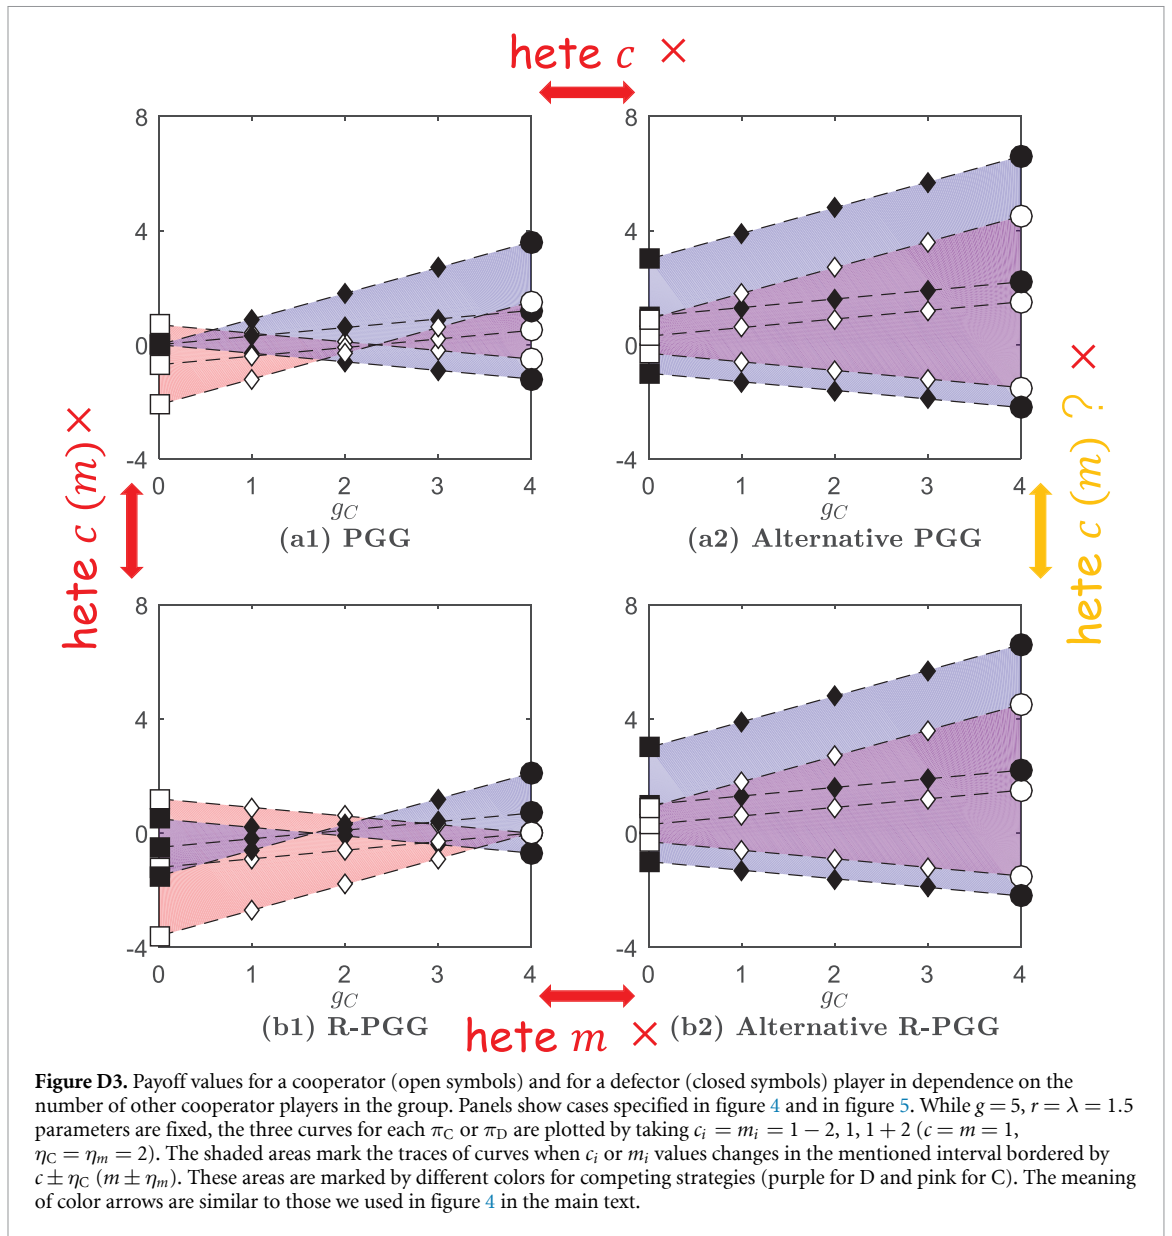 hete c ×
8
4
0
-4
0 1 2 3 4
g_C
(a1) PGG
8
4
0
-4
0 1 2 3 4
g_C
(a2) Alternative PGG
hete c (m) ×
hete c (m) ? ×
8
4
0
-4
0 1 2 3 4
g_C
(b1) R-PGG
8
4
0
-4
0 1 2 3 4
g_C
(b2) Alternative R-PGG
hete m ×
Figure D3. Payoff values for a cooperator (open symbols) and for a defector (closed symbols) player in dependence on the
number of other cooperator players in the group. Panels show cases specified in figure 4 and in figure 5. While g = 5, r = λ = 1.5
parameters are fixed, the three curves for each π_C or π_D are plotted by taking c_i = m_i = 1 − 2, 1, 1 + 2 (c = m = 1,
η_C = η_m = 2). The shaded areas mark the traces of curves when c_i or m_i values changes in the mentioned interval bordered by
c ± η_C (m ± η_m). These areas are marked by different colors for competing strategies (purple for D and pink for C). The meaning
of color arrows are similar to those we used in figure 4 in the main text.